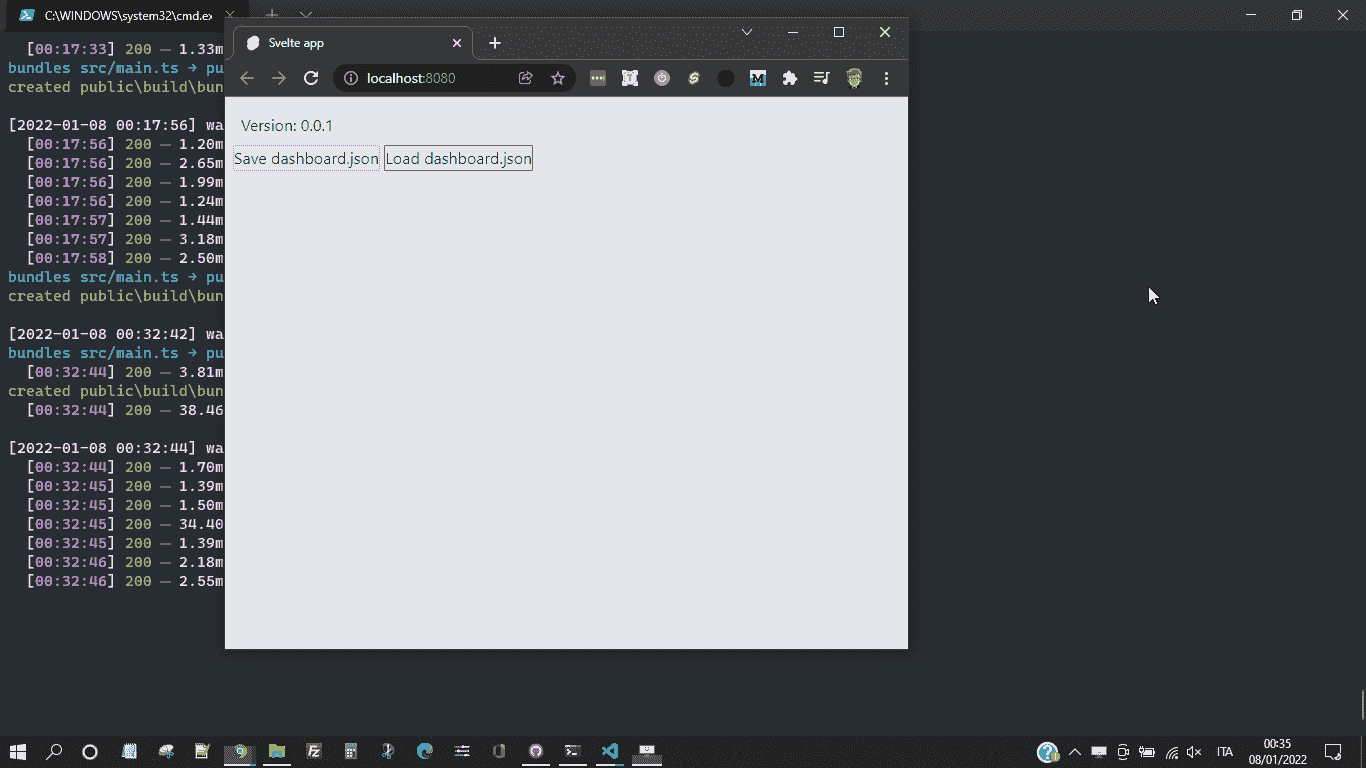 C:\WINDOWS\system32\cmd.ex
[00:17:33] 200 — 1.33m
bundles src/main.ts → pu
created public\build\bun
[2022-01-08 00:17:56] wa
[00:17:56] 200 — 1.20m
[00:17:56] 200 — 2.65m
[00:17:56] 200 — 1.99m
[00:17:56] 200 — 1.24m
[00:17:57] 200 — 1.44m
[00:17:57] 200 — 3.18m
[00:17:58] 200 — 2.50m
bundles src/main.ts → pu
created public\build\bun
[2022-01-08 00:32:42] wa
bundles src/main.ts → pu
[00:32:44] 200 — 3.81m
created public\build\bun
[00:32:44] 200 — 38.46
[2022-01-08 00:32:44] wa
[00:32:44] 200 — 1.70m
[00:32:45] 200 — 1.39m
[00:32:45] 200 — 1.50m
[00:32:45] 200 — 34.40
[00:32:45] 200 — 1.39m
[00:32:46] 200 — 2.18m
[00:32:46] 200 — 2.55m
Svelte app
localhost:8080
Version: 0.0.1
Save dashboard.json Load dashboard.json
ITA
00:35
08/01/2022